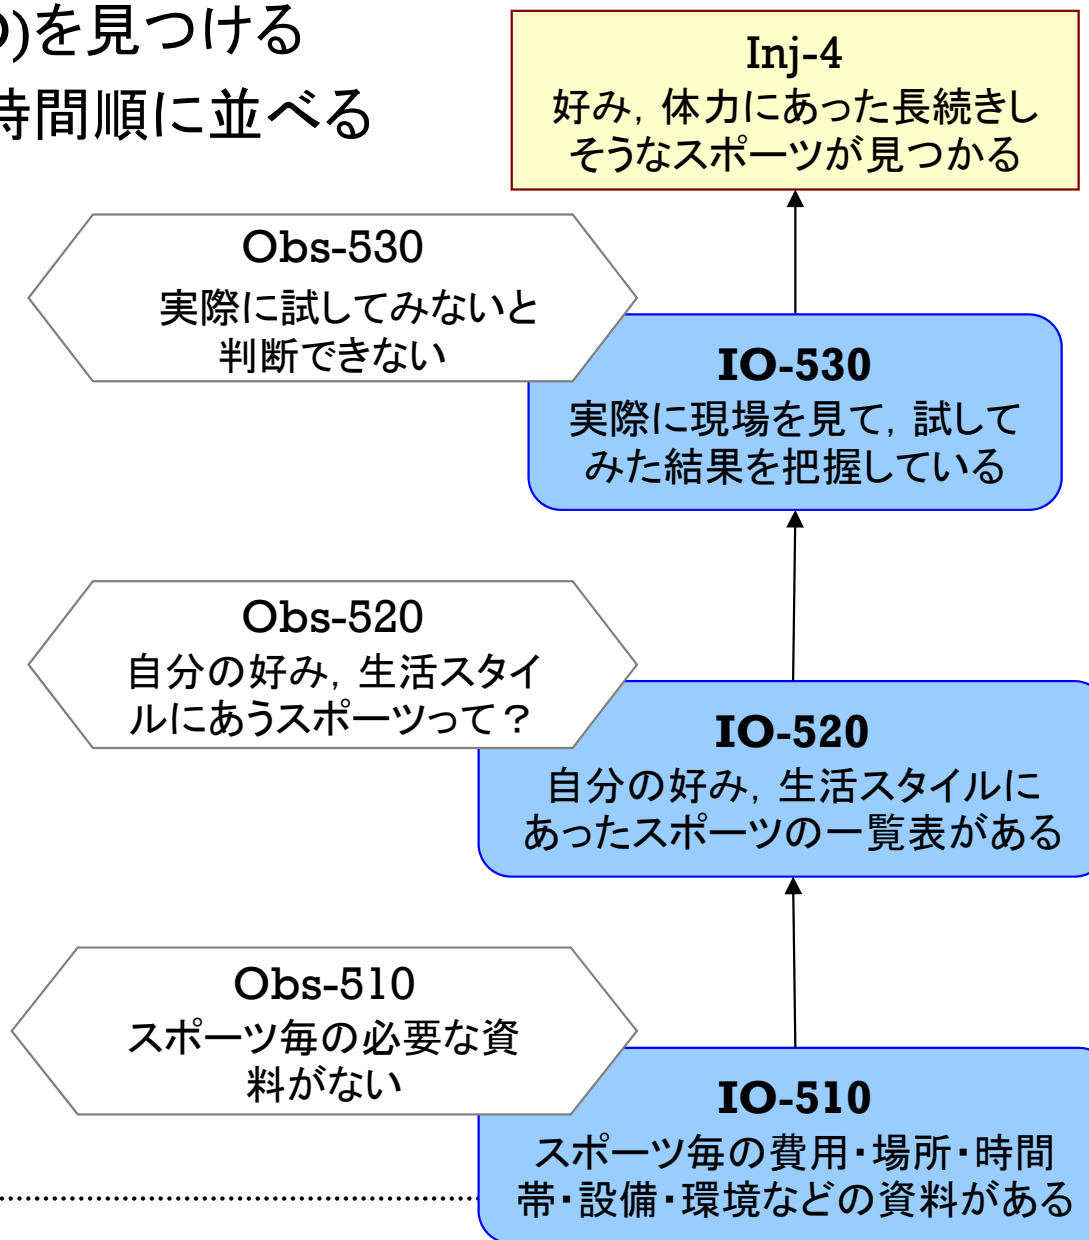 )を見つける
時間順に並べる
Inj-4
好み，体力にあった長続きし
そうなスポーツが見つかる
Obs-530
実際に試してみないと
判断できない
IO-530
実際に現場を見て，試して
みた結果を把握している
Obs-520
自分の好み，生活スタイ
ルにあうスポーツって？
IO-520
自分の好み，生活スタイルに
あったスポーツの一覧表がある
Obs-510
スポーツ毎の必要な資
料がない
IO-510
スポーツ毎の費用・場所・時間
帯・設備・環境などの資料がある